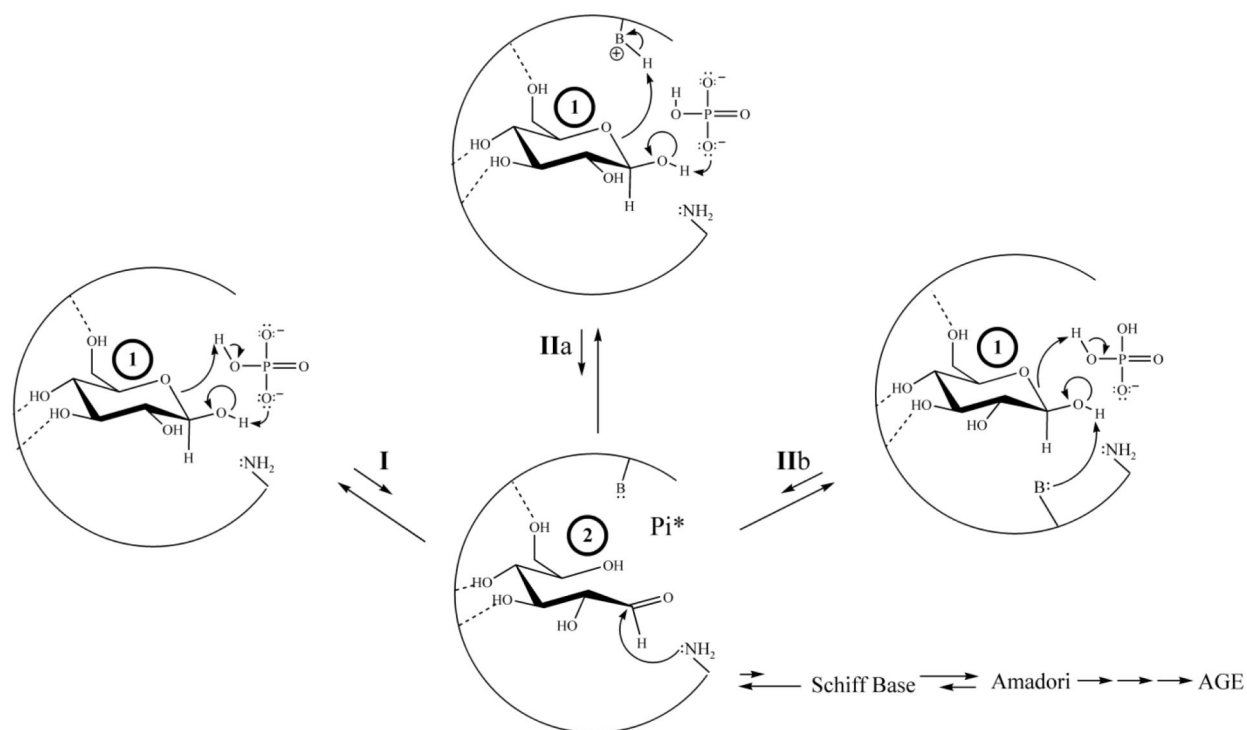 B
⊕
H
OH
1
H
:Ö:−
O
P
O
:O:−
O
HO
HO
OH
O
H
H
:NH2
IIa
OH
1
H
:Ö:−
O
P
O
:O:−
O
HO
HO
OH
O
H
H
:NH2
I
OH
1
H
OH
O
P
O
:O:−
O
HO
HO
HO
O
H
H
:NH2
B:
IIb
B
¨
Pi*
OH
2
OH
HO
HO
HO
O
H
:NH2
Schiff Base
Amadori
AGE